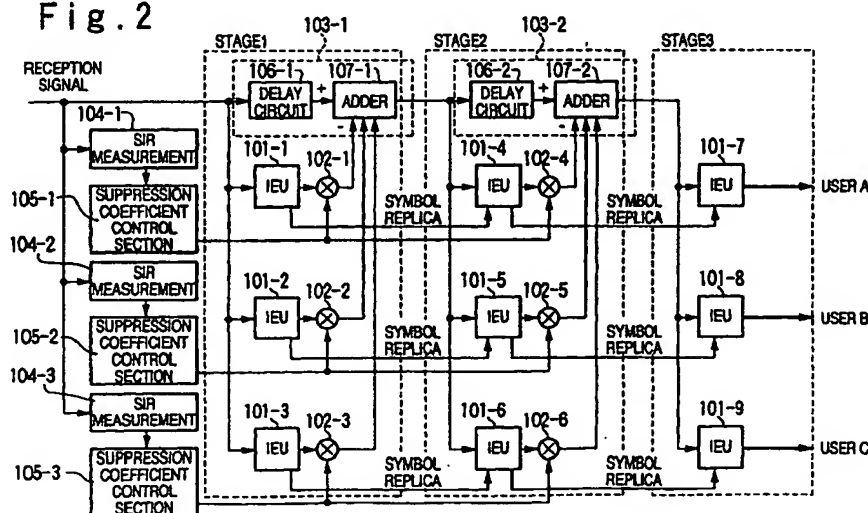 Fig.2
103-1
103-2
STAGE1
STAGE2
STAGE3
106-1
107-1
106-2
107-2
RECEPTION
SIGNAL
DELAY
CIRCUIT
+
ADDER
-
DELAY
CIRCUIT
+
ADDER
-
104-1
SIR
MEASUREMENT
105-1
SUPPRESSION
COEFFICIENT
CONTROL
SECTION
101-1
IEU
102-1
SYMBOL
REPLICA
101-4
IEU
102-4
SYMBOL
REPLICA
101-7
IEU
USER A
104-2
SIR
MEASUREMENT
105-2
SUPPRESSION
COEFFICIENT
CONTROL
SECTION
101-2
IEU
102-2
SYMBOL
REPLICA
101-5
IEU
102-5
SYMBOL
REPLICA
101-8
IEU
USER B
104-3
SIR
MEASUREMENT
105-3
SUPPRESSION
COEFFICIENT
CONTROL
SECTION
101-3
IEU
102-3
SYMBOL
REPLICA
101-6
IEU
102-6
SYMBOL
REPLICA
101-9
IEU
USER C